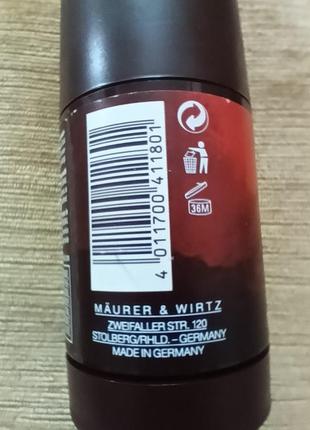 4 011700 411801
36M
MÄURER & WIRTZ
ZWEIFALLER STR. 120
STOLBERG/RHLD. – GERMANY
MADE IN GERMANY